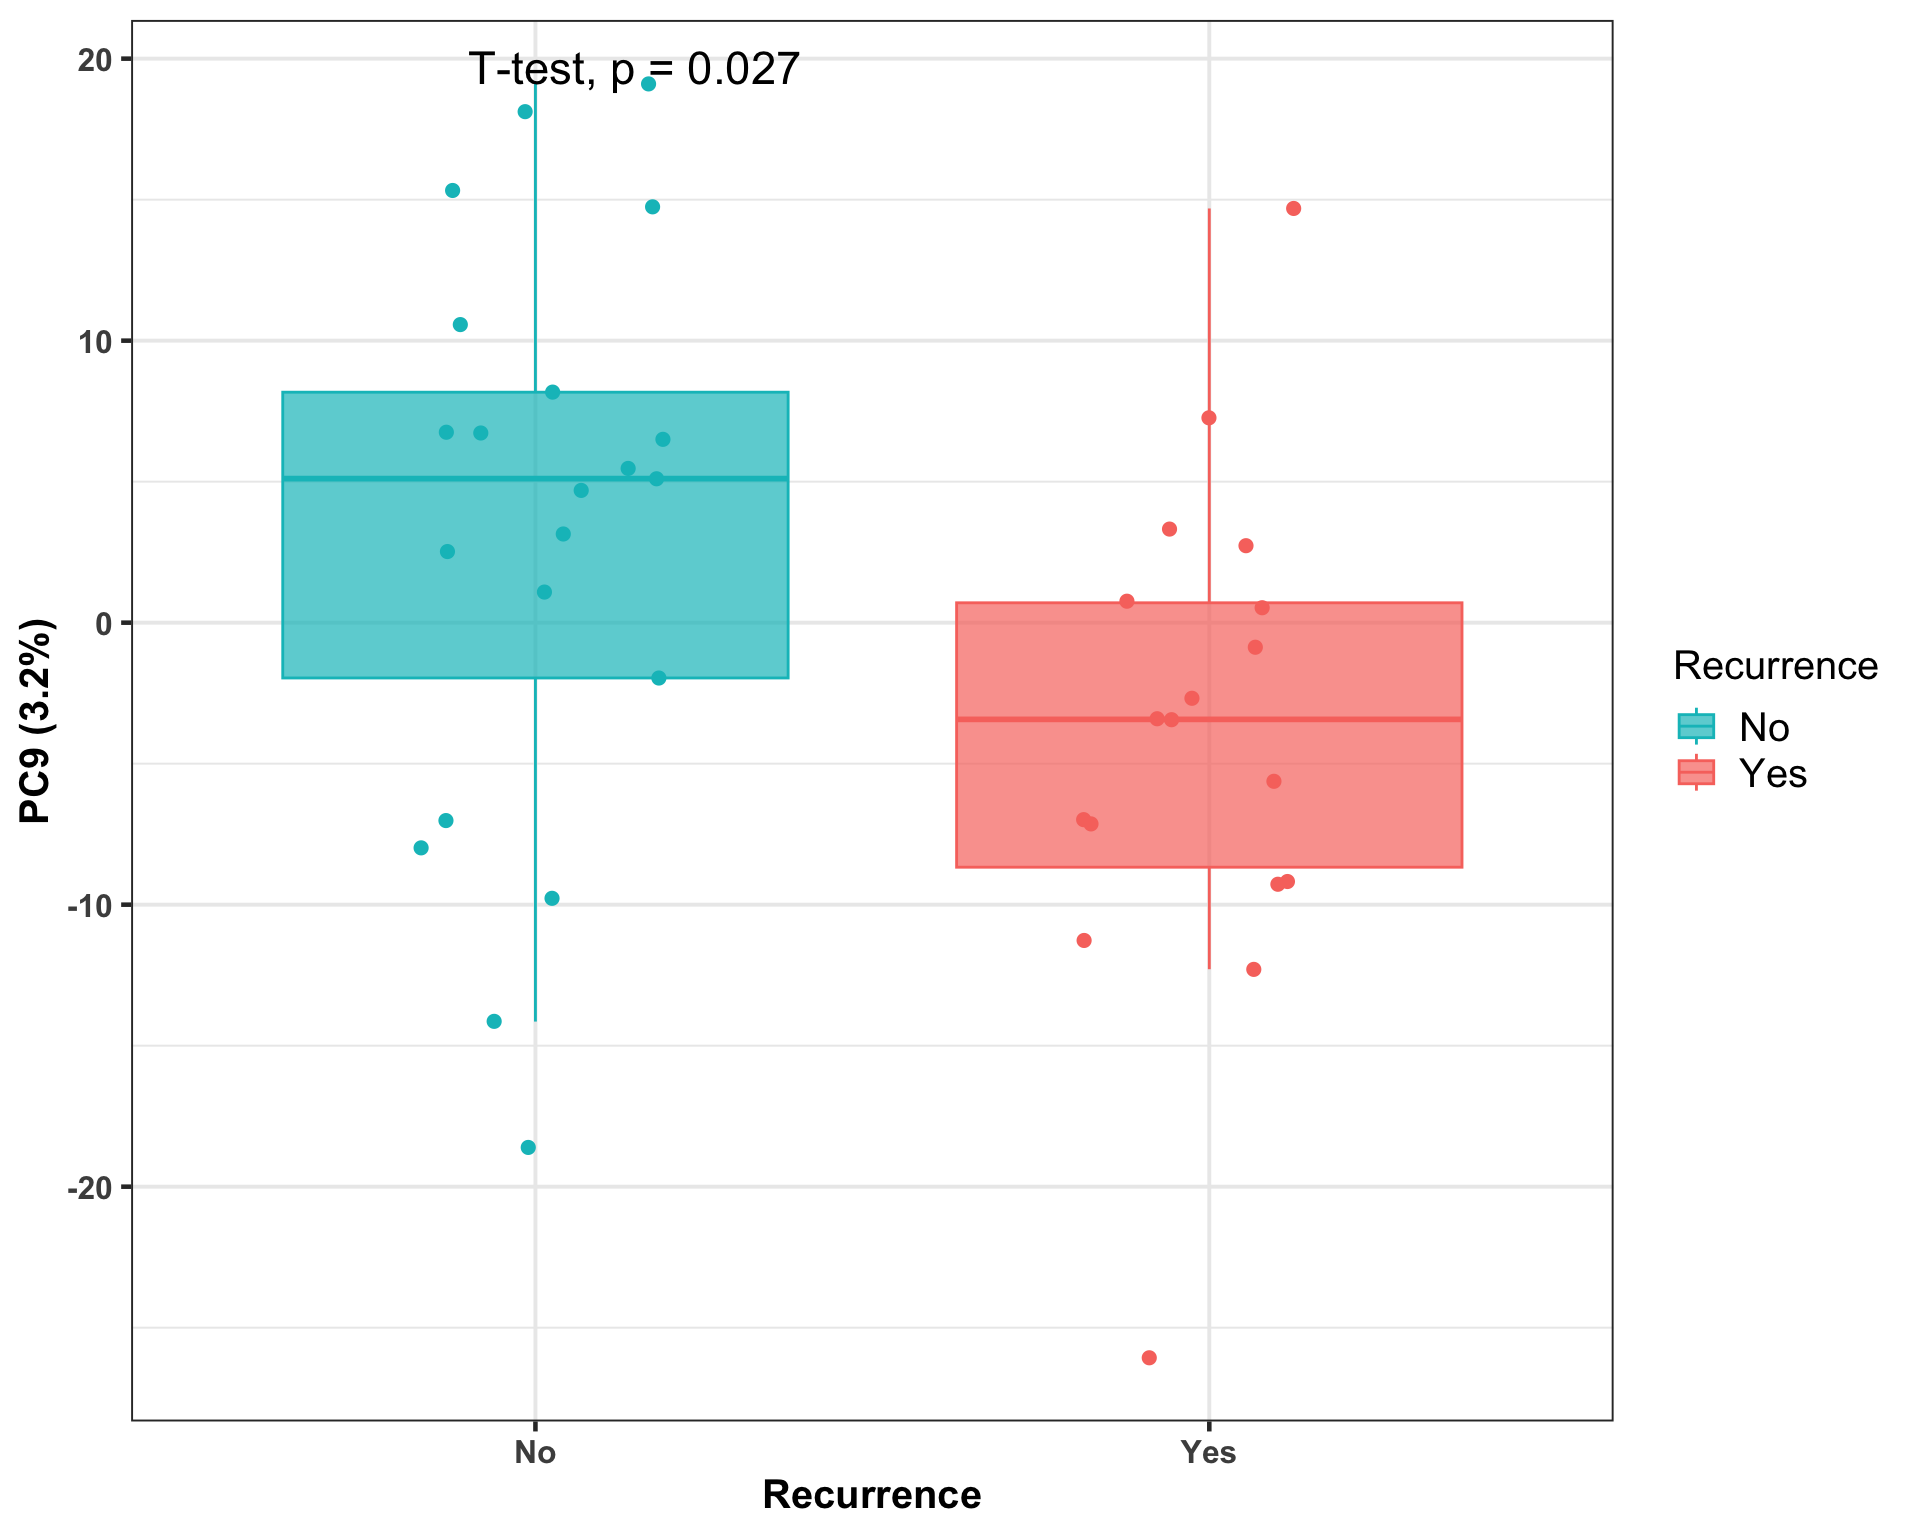 T-test, p = 0.027
20
10
0
-10
-20
PC9 (3.2%)
No
Yes
Recurrence
Recurrence
No
Yes